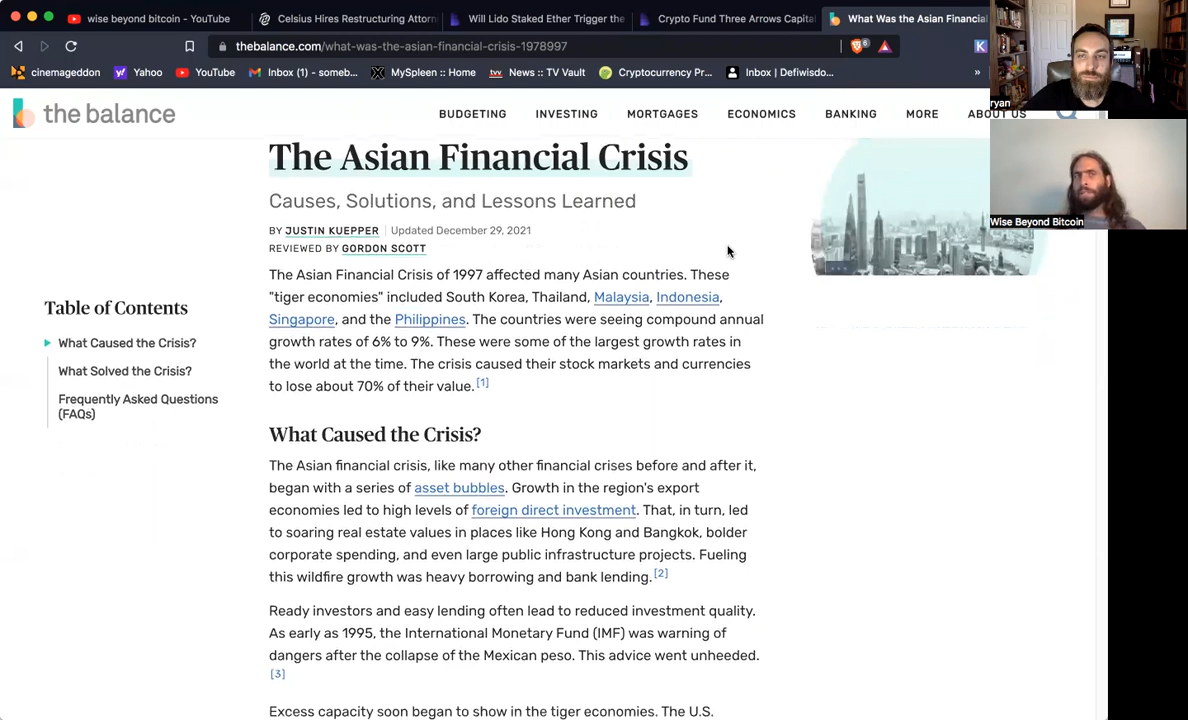 wise beyond bitcoin - YouTube
Celsius Hires Restructuring Attorn
Will Lido Staked Ether Trigger the
Crypto Fund Three Arrows Capital
What Was the Asian Financial
thebalance.com/what-was-the-asian-financial-crisis-1978997
cinemageddon
Yahoo
YouTube
Inbox (1) - someb...
MySpleen :: Home
News :: TV Vault
Cryptocurrency Pr...
Inbox | Defiwisdo...
»
ryan
Wise Beyond Bitcoin
the balance
BUDGETING
INVESTING
MORTGAGES
ECONOMICS
BANKING
MORE
ABOUT US
The Asian Financial Crisis
Causes, Solutions, and Lessons Learned
BY JUSTIN KUEPPER | Updated December 29, 2021
REVIEWED BY GORDON SCOTT
The Asian Financial Crisis of 1997 affected many Asian countries. These
"tiger economies" included South Korea, Thailand, Malaysia, Indonesia,
Singapore, and the Philippines. The countries were seeing compound annual
growth rates of 6% to 9%. These were some of the largest growth rates in
the world at the time. The crisis caused their stock markets and currencies
to lose about 70% of their value. [1]
Table of Contents
What Caused the Crisis?
What Solved the Crisis?
Frequently Asked Questions
(FAQs)
What Caused the Crisis?
The Asian financial crisis, like many other financial crises before and after it,
began with a series of asset bubbles. Growth in the region's export
economies led to high levels of foreign direct investment. That, in turn, led
to soaring real estate values in places like Hong Kong and Bangkok, bolder
corporate spending, and even large public infrastructure projects. Fueling
this wildfire growth was heavy borrowing and bank lending. [2]
Ready investors and easy lending often lead to reduced investment quality.
As early as 1995, the International Monetary Fund (IMF) was warning of
dangers after the collapse of the Mexican peso. This advice went unheeded.
[3]
Excess capacity soon began to show in the tiger economies. The U.S.